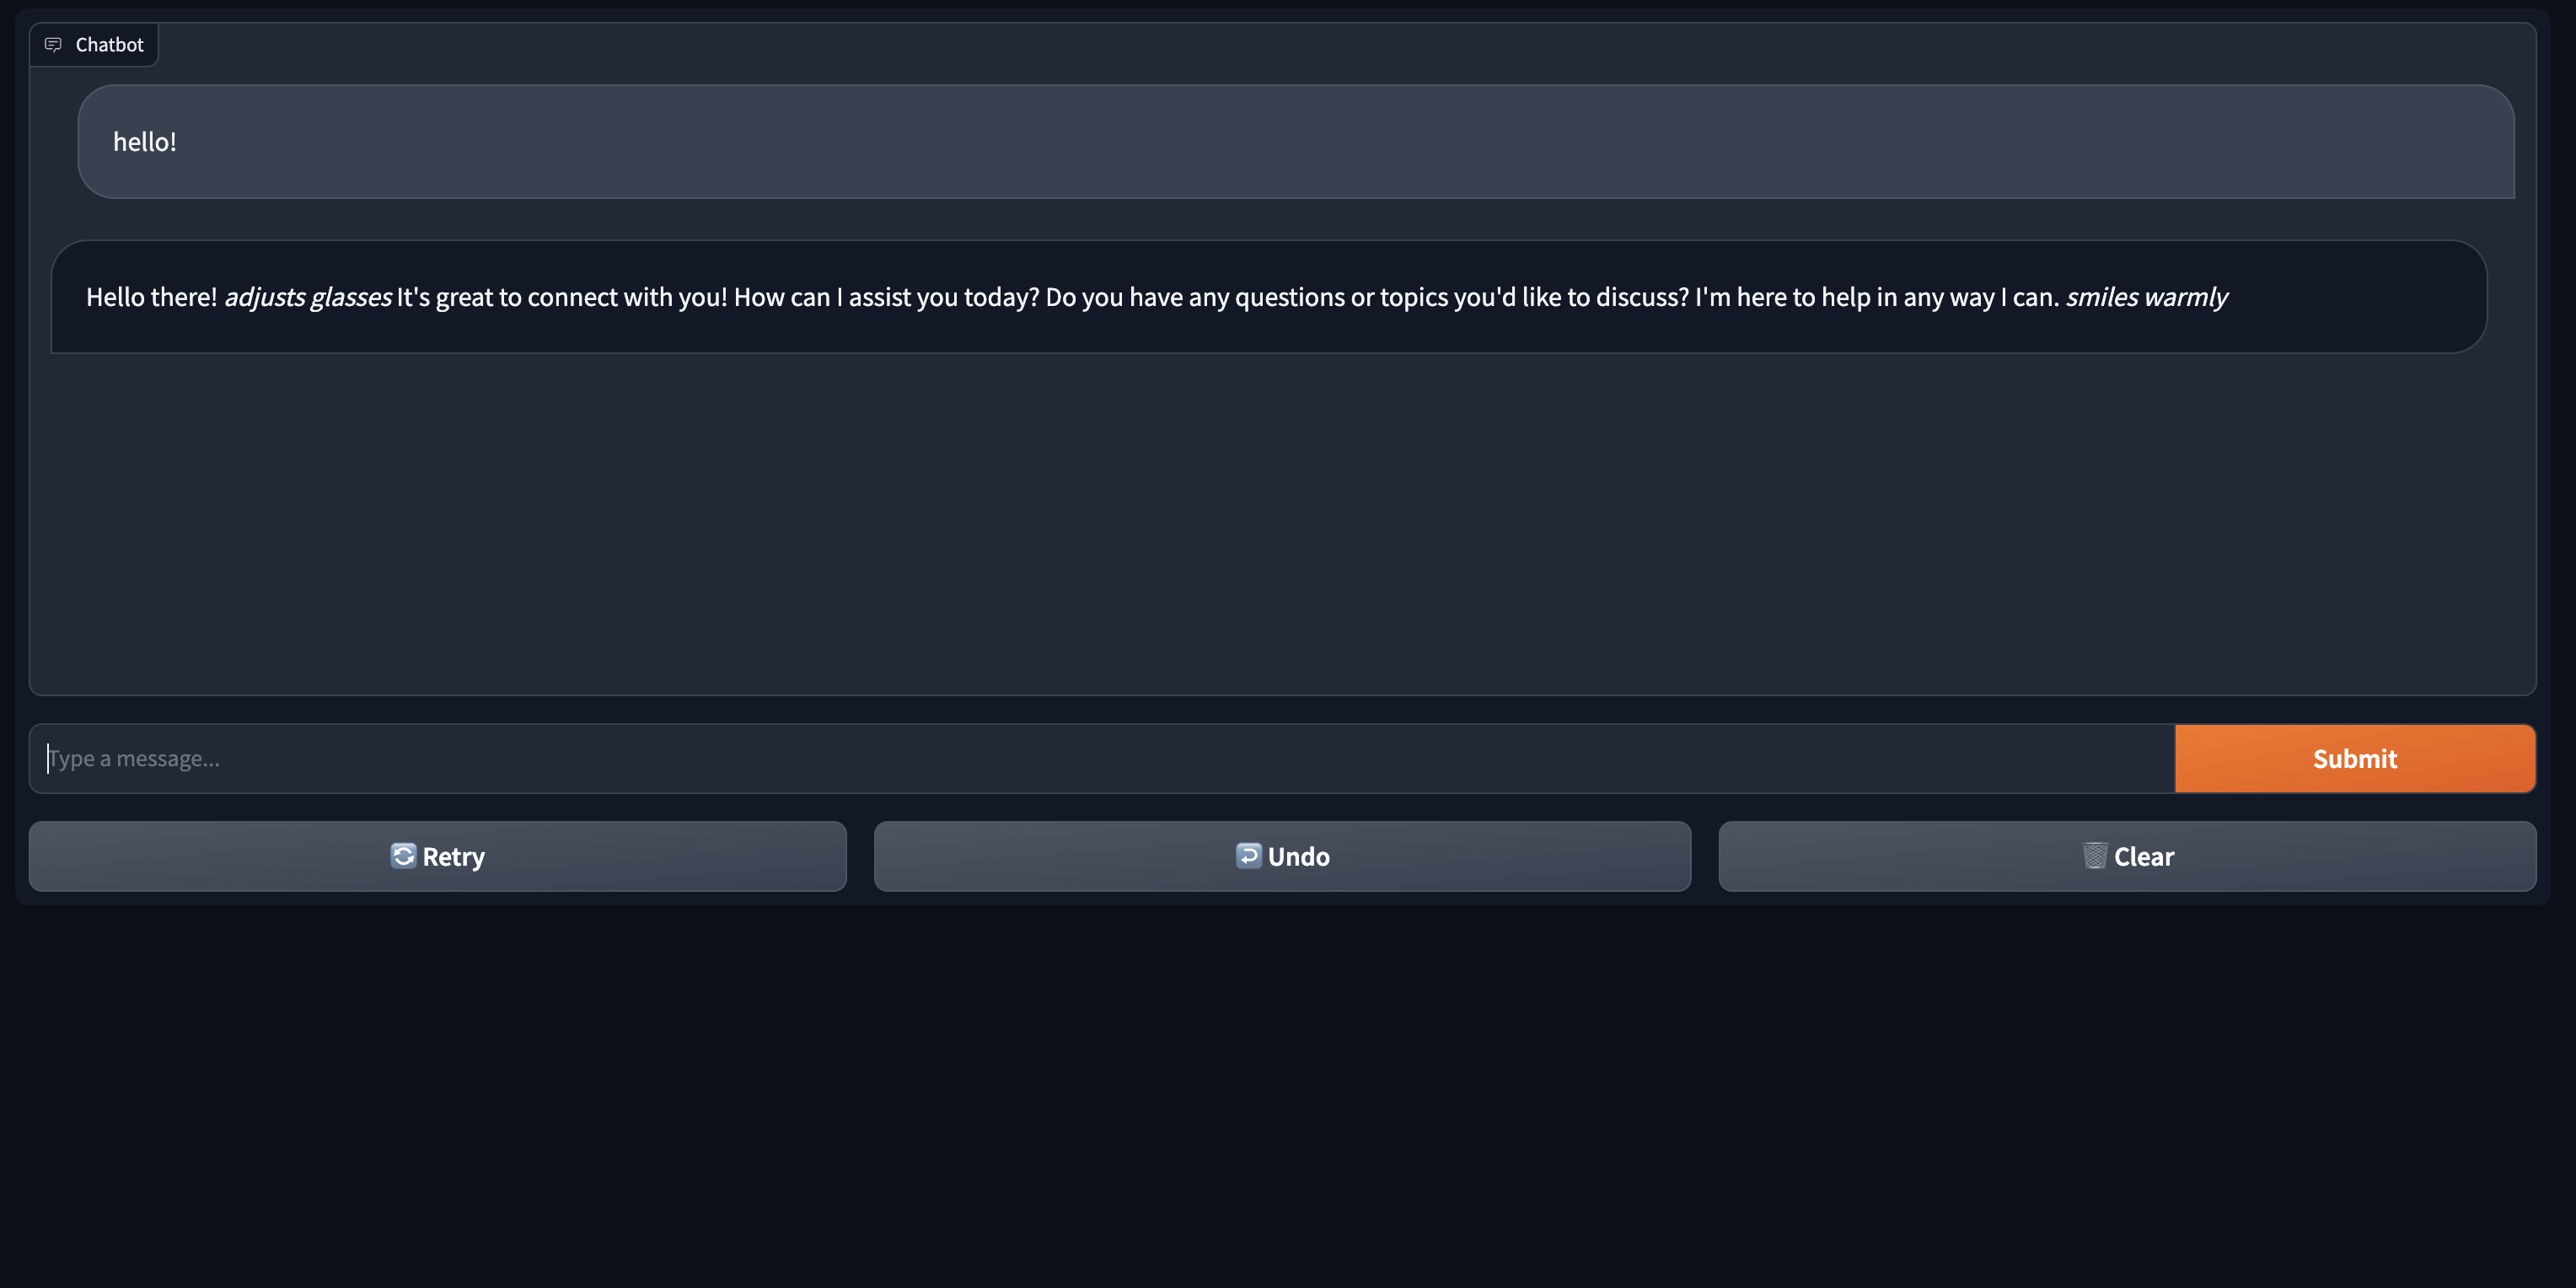 Chatbot
hello!
Hello there! adjusts glasses It's great to connect with you! How can I assist you today? Do you have any questions or topics you'd like to discuss? I'm here to help in any way I can. smiles warmly
Type a message...
Submit
Retry
Undo
Clear